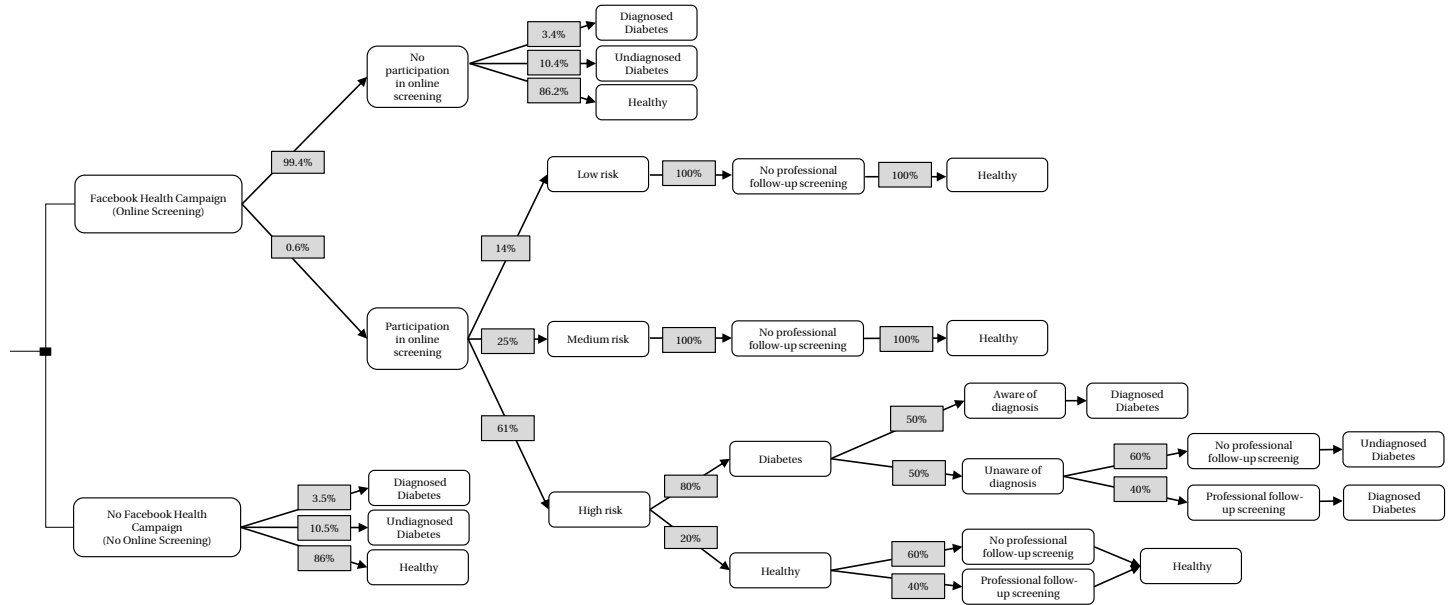 No
participation
in online
screening
3.4%
10.4%
86.2%
Diagnosed
Diabetes
Undiagnosed
Diabetes
Healthy
99.4%
Facebook Health Campaign
(Online Screening)
0.6%
Participation
in online
screening
14%
25%
61%
Low risk
100%
No professional
follow-up screening
100%
Healthy
Medium risk
100%
No professional
follow-up screening
100%
Healthy
High risk
80%
20%
Diabetes
50%
50%
Aware of
diagnosis
Diagnosed
Diabetes
Unaware of
diagnosis
60%
40%
No professional
follow-up screenig
Undiagnosed
Diabetes
Professional follow-
up screening
Diagnosed
Diabetes
Healthy
60%
40%
No professional
follow-up screenig
Professional follow-
up screening
Healthy
No Facebook Health
Campaign
(No Online Screening)
3.5%
10.5%
86%
Diagnosed
Diabetes
Undiagnosed
Diabetes
Healthy